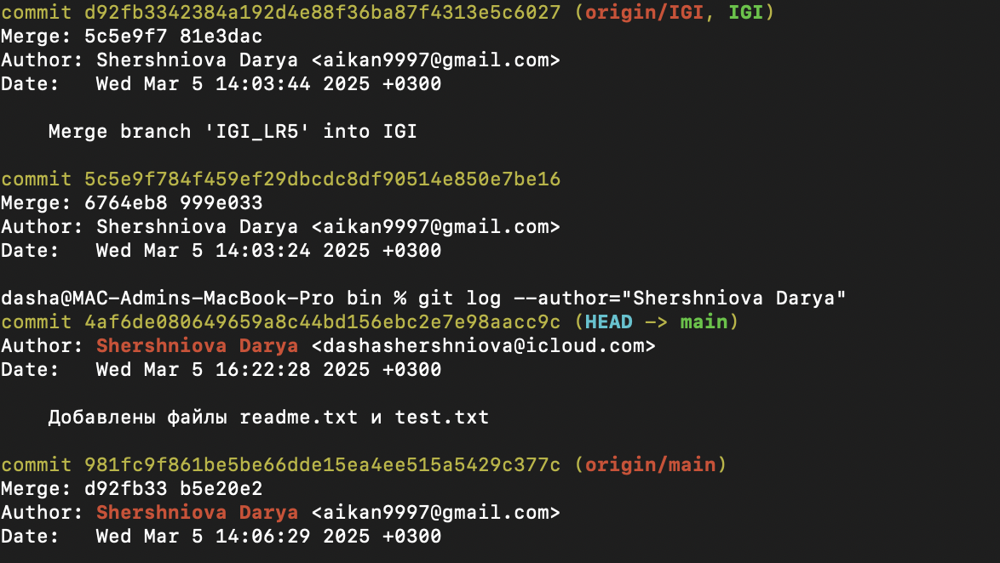 commit d92fb3342384a192d4e88f36ba87f4313e5c6027 (origin/IGI, IGI)
Merge: 5c5e9f7 81e3dac
Author: Shershniova Darya <aikan9997@gmail.com>
Date:   Wed Mar 5 14:03:44 2025 +0300
    Merge branch 'IGI_LR5' into IGI
commit 5c5e9f784f459ef29dbcdc8df90514e850e7be16
Merge: 6764eb8 999e033
Author: Shershniova Darya <aikan9997@gmail.com>
Date:   Wed Mar 5 14:03:24 2025 +0300
dasha@MAC-Admins-MacBook-Pro bin % git log --author="Shershniova Darya"
commit 4af6de080649659a8c44bd156ebc2e7e98aacc9c (HEAD -> main)
Author: Shershniova Darya <dashashershniova@icloud.com>
Date:   Wed Mar 5 16:22:28 2025 +0300
    Добавлены файлы readme.txt и test.txt
commit 981fc9f861be5be66dde15ea4ee515a5429c377c (origin/main)
Merge: d92fb33 b5e20e2
Author: Shershniova Darya <aikan9997@gmail.com>
Date:   Wed Mar 5 14:06:29 2025 +0300